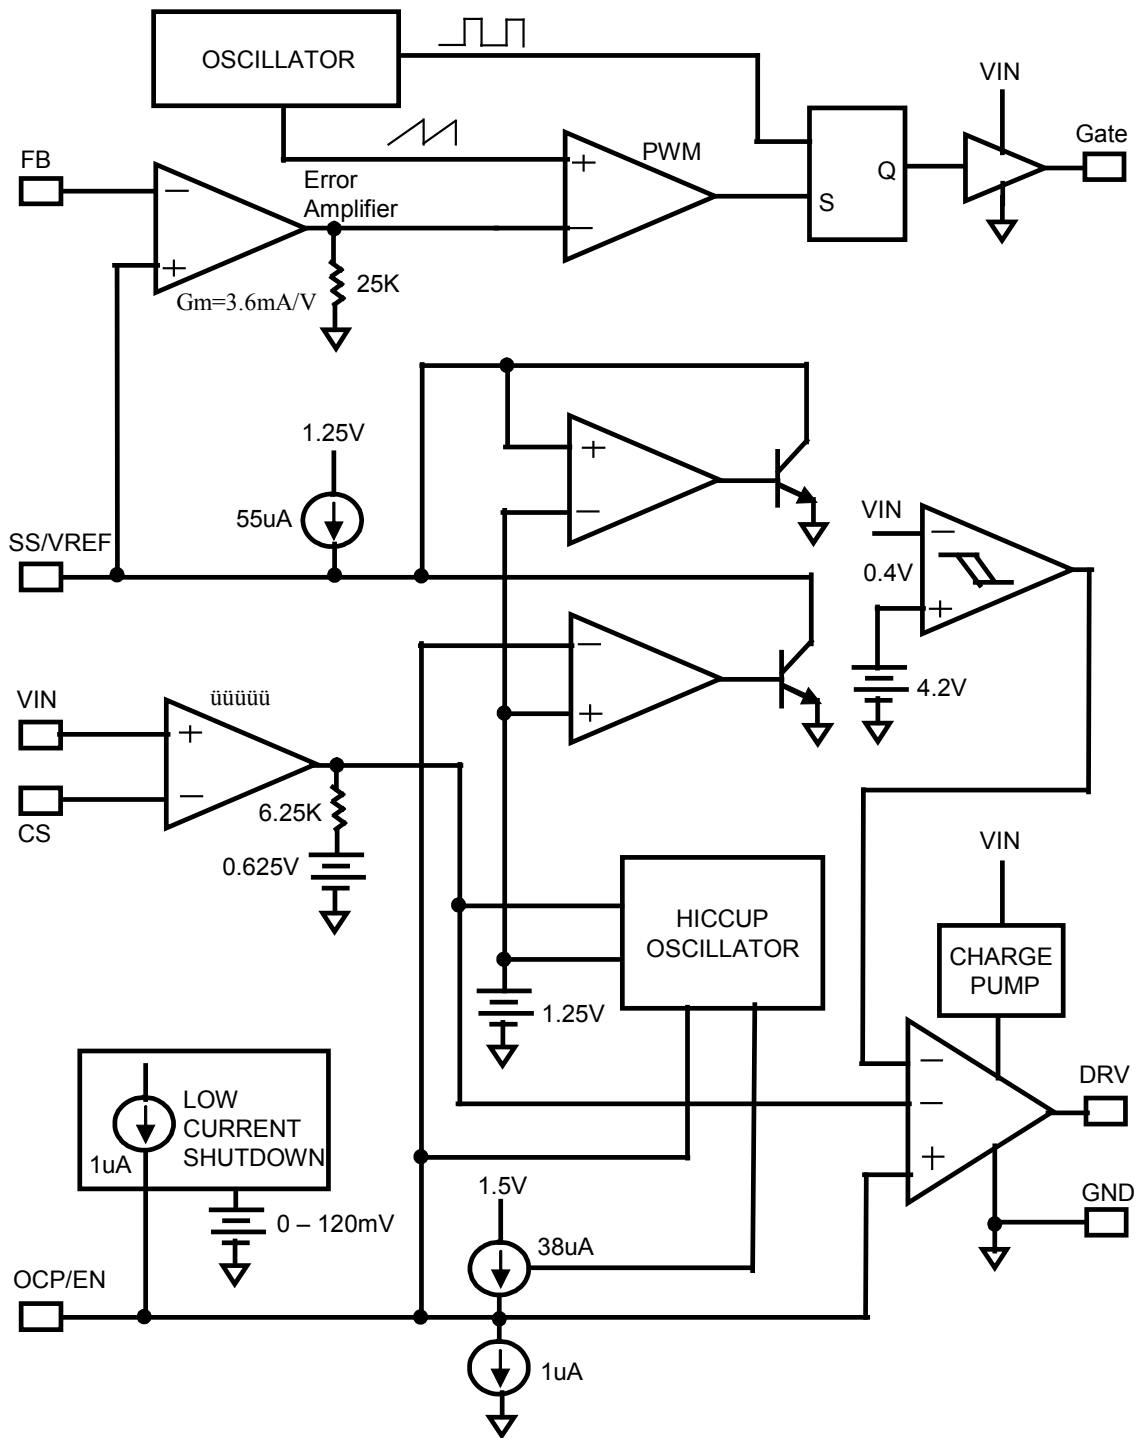 OSCILLATOR
VIN
Gate
FB
Error
Amplifier
PWM
Q
S
25K
Gm=3.6mA/V
1.25V
55uA
SS/VREF
VIN
0.4V
4.2V
VIN
üüüüü
CS
6.25K
0.625V
HICCUP
OSCILLATOR
1.25V
VIN
CHARGE
PUMP
LOW
CURRENT
SHUTDOWN
1uA
0 – 120mV
1.5V
38uA
DRV
GND
OCP/EN
1uA